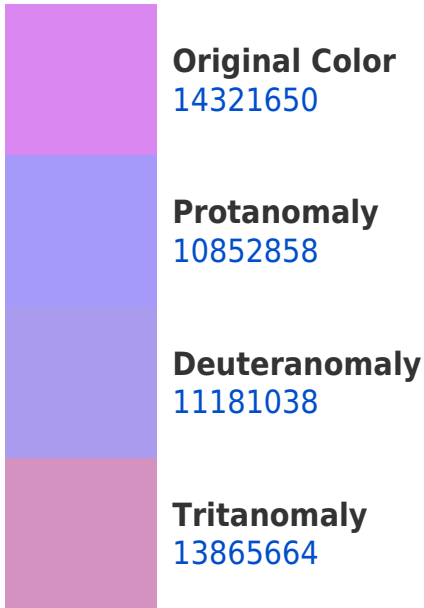 Original Color
14321650
Protanomaly
10852858
Deuteranomaly
11181038
Tritanomaly
13865664